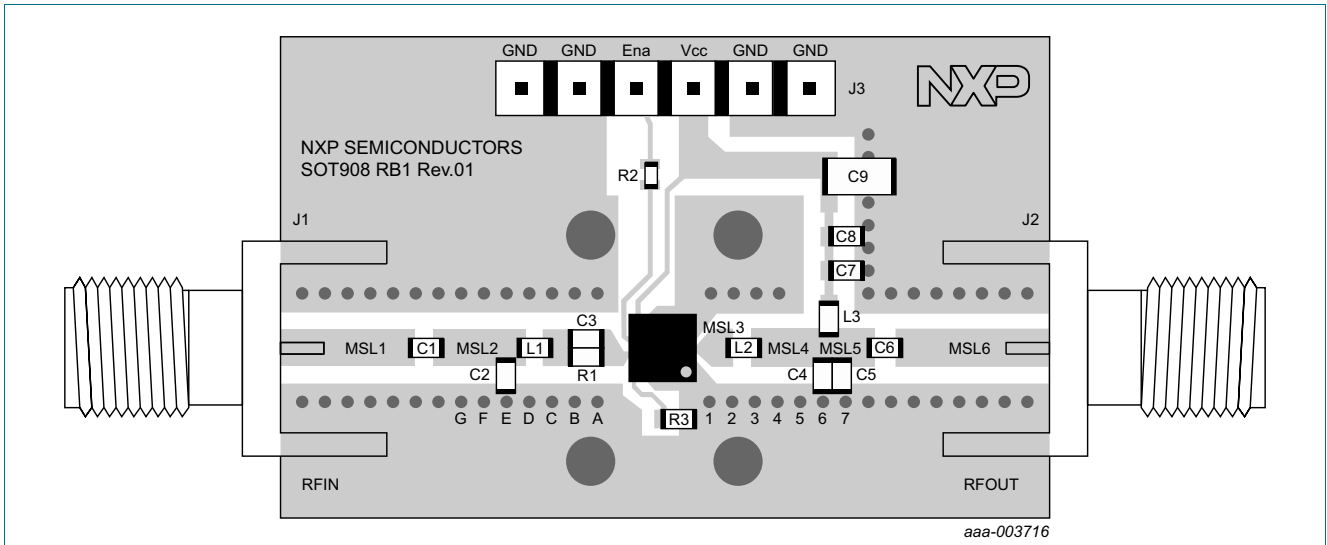 GND GND Ena Vcc GND GND
J3
NXP
NXP SEMICONDUCTORS
SOT908 RB1 Rev.01
R2
C9
J1
J2
C8
C7
L3
C3
MSL3
MSL1 C1 MSL2 L1 L2 MSL4 MSL5 C6 MSL6
C2 R1 C4 C5
G F E D C B A
R3
1 2 3 4 5 6 7
RFIN
RFOUT
aaa-003716